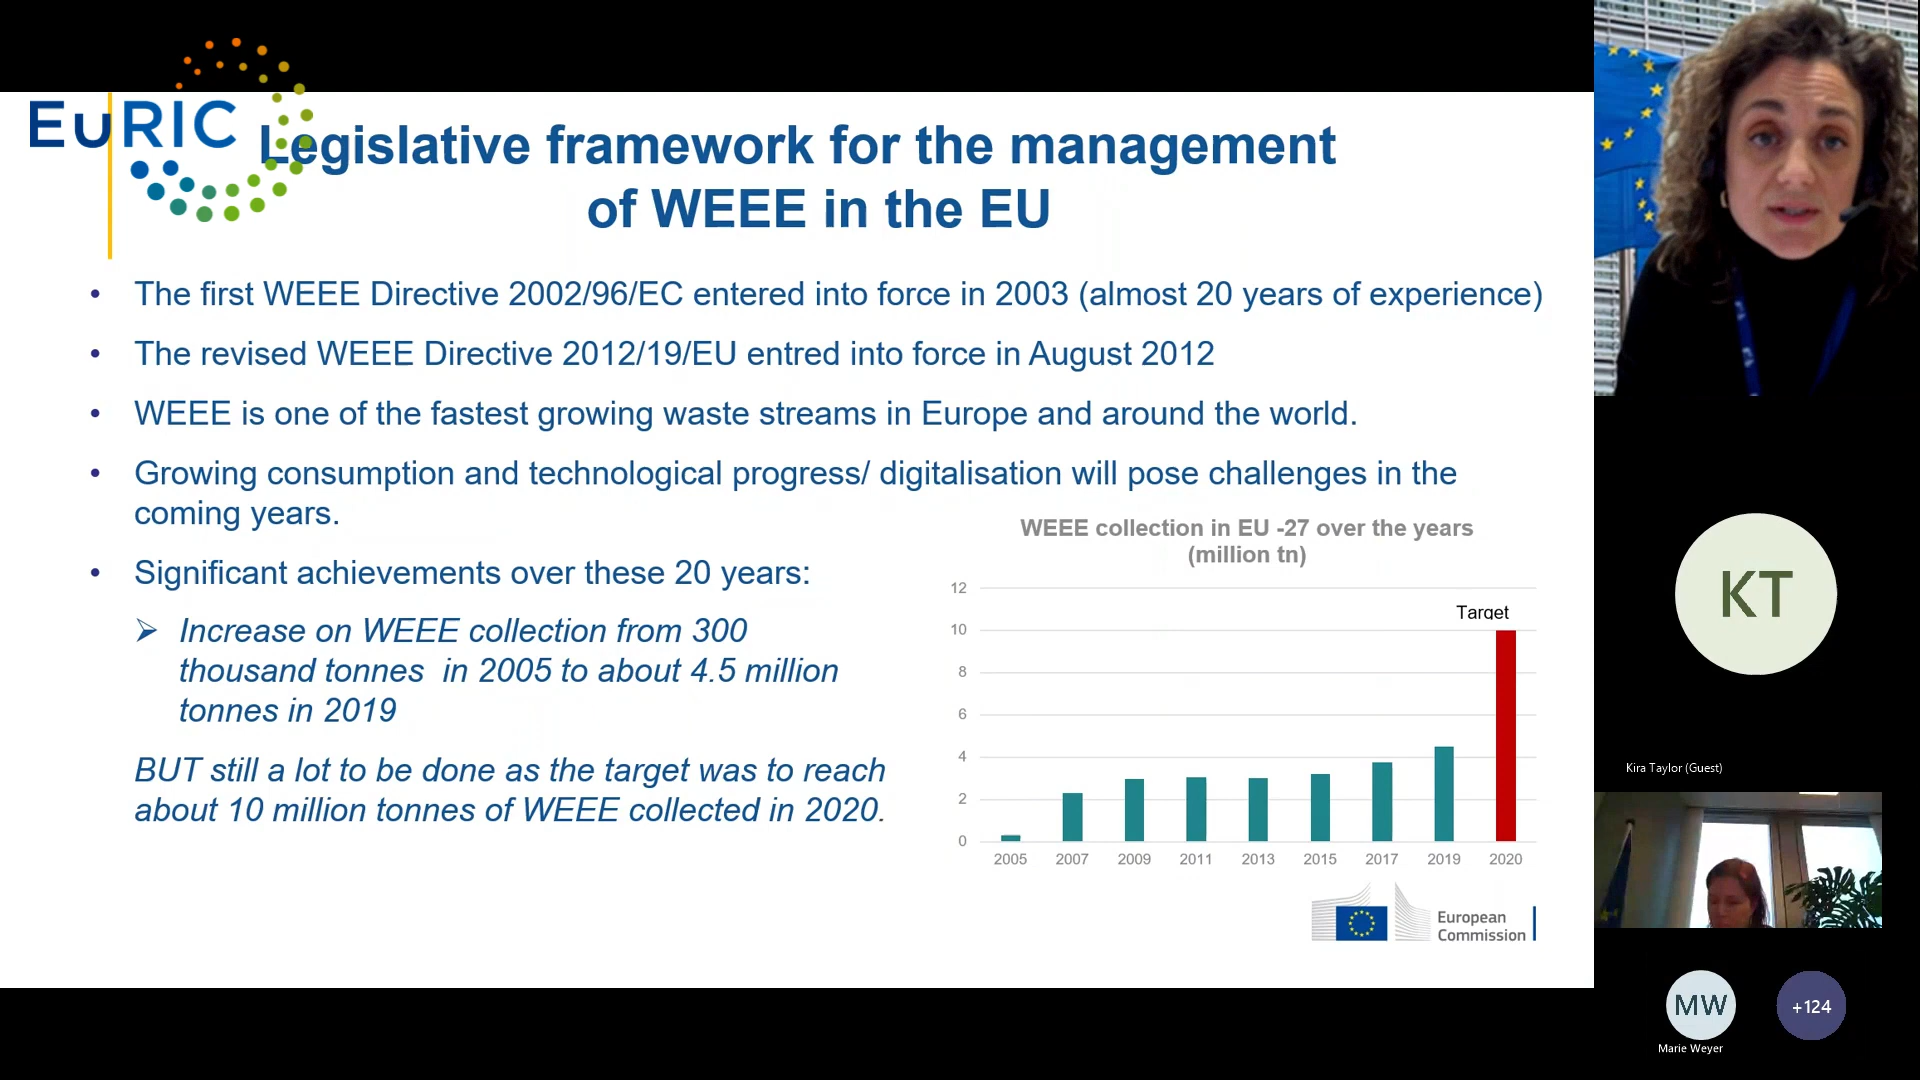 EuRIC
Legislative framework for the management
of WEEE in the EU
• The first WEEE Directive 2002/96/EC entered into force in 2003 (almost 20 years of experience)
• The revised WEEE Directive 2012/19/EU entred into force in August 2012
• WEEE is one of the fastest growing waste streams in Europe and around the world.
• Growing consumption and technological progress/ digitalisation will pose challenges in the
coming years.
• Significant achievements over these 20 years:
➢ Increase on WEEE collection from 300
thousand tonnes in 2005 to about 4.5 million
tonnes in 2019
BUT still a lot to be done as the target was to reach
about 10 million tonnes of WEEE collected in 2020.
WEEE collection in EU -27 over the years
(million tn)
12
Target
10
8
6
4
2
0
2005 2007 2009 2011 2013 2015 2017 2019 2020
European
Commission
KT
Kira Taylor (Guest)
MW
+124
Marie Weyer